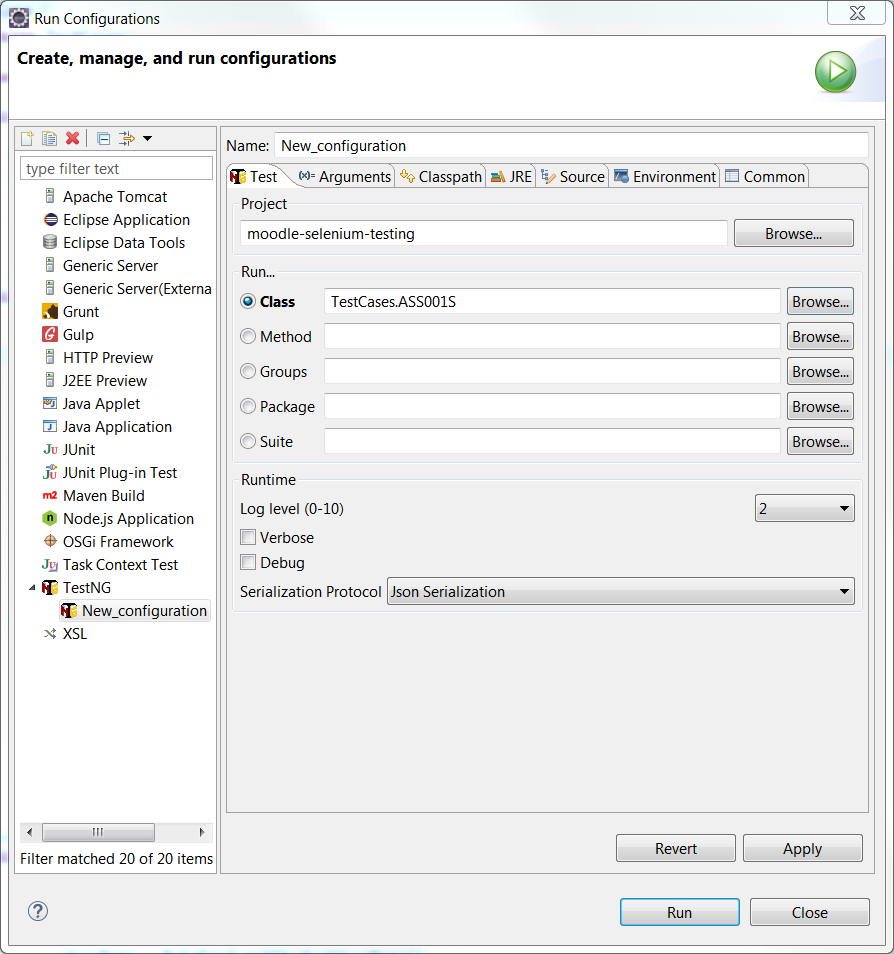 Run Configurations
Create, manage, and run configurations
type filter text
Apache Tomcat
Eclipse Application
Eclipse Data Tools
Generic Server
Generic Server(Externa
Grunt
Gulp
HTTP Preview
J2EE Preview
Java Applet
Java Application
JUnit
JUnit Plug-in Test
Maven Build
Node.js Application
OSGi Framework
Task Context Test
TestNG
New_configuration
XSL
Filter matched 20 of 20 items
Name: New_configuration
Test (x)= Arguments Classpath JRE Source Environment Common
Project
moodle-selenium-testing Browse...
Run...
Class TestCases.ASS001S Browse...
Method Browse...
Groups Browse...
Package Browse...
Suite Browse...
Runtime
Log level (0-10) 2
Verbose
Debug
Serialization Protocol Json Serialization
Revert Apply
? Run Close